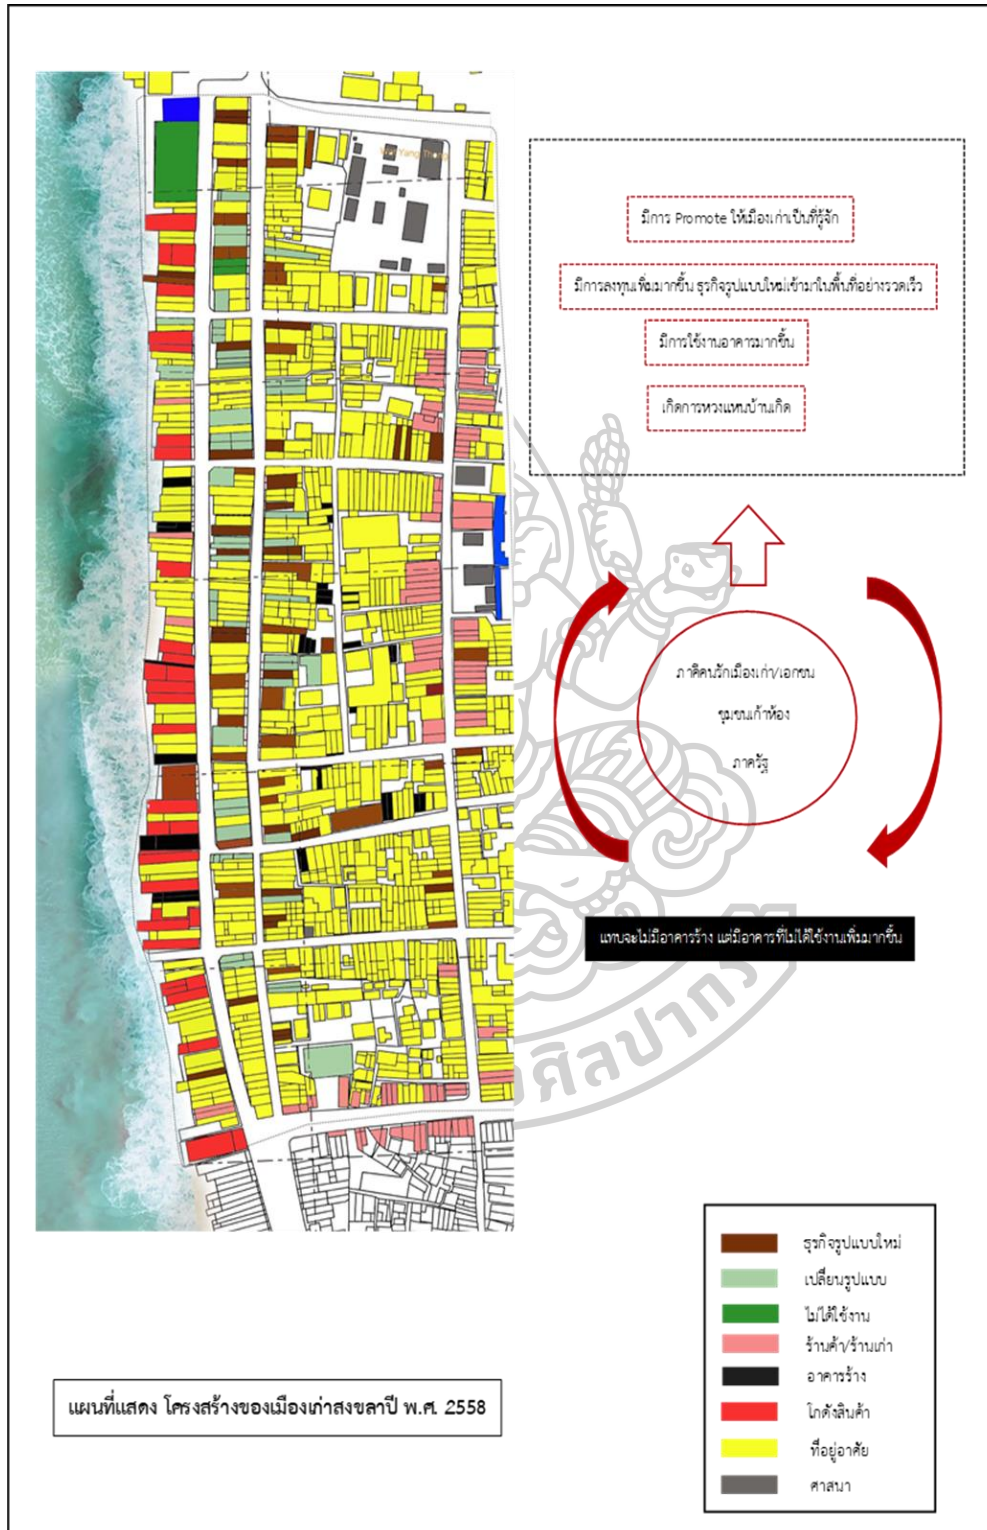 Wat Yang Thong
มีการ Promote ให้เมืองเก่าเป็นที่รู้จัก
มีการลงทุนเพิ่มมากขึ้น ธุรกิจรูปแบบใหม่เข้ามาในพื้นที่อย่างรวดเร็ว
มีการใช้งานอาคารมากขึ้น
เกิดการหวงแหนบ้านเกิด
ภาคีคนรักเมืองเก่า/เอกชน
ชุมชนเก้าห้อง
ภาครัฐ
แทบจะไม่มีอาคารร้าง แต่มีอาคารที่ไม่ได้ใช้งานเพิ่มมากขึ้น
ศิลปากร
ธุรกิจรูปแบบใหม่
เปลี่ยนรูปแบบ
ไม่ได้ใช้งาน
ร้านค้า/ร้านเก่า
อาคารร้าง
โกดังสินค้า
ที่อยู่อาศัย
ศาสนา
แผนที่แสดง โครงสร้างของเมืองเก่าสงขลาปี พ.ศ. 2558